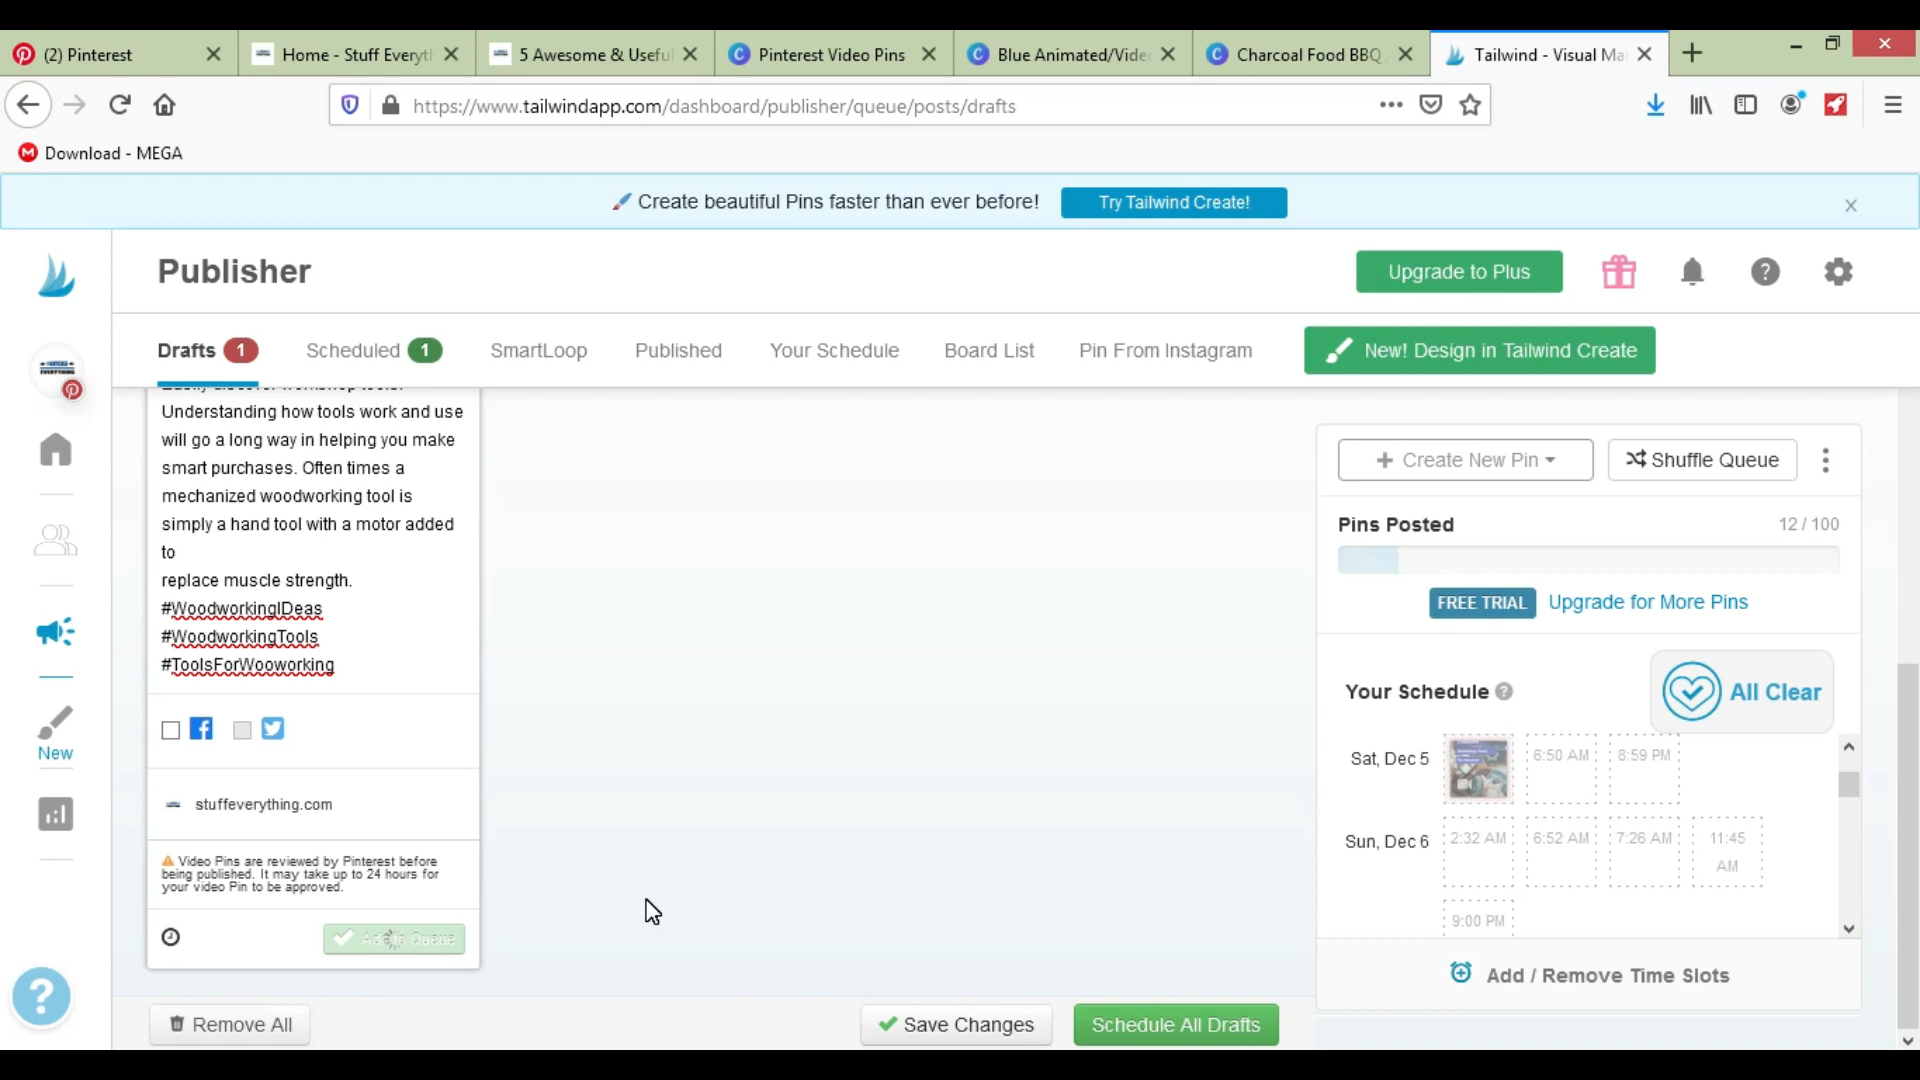 (2) Pinterest
Home - Stuff Everyt
5 Awesome & Useful
Pinterest Video Pins
Blue Animated/Vide
Charcoal Food BBQ
Tailwind - Visual Ma
https://www.tailwindapp.com/dashboard/publisher/queue/posts/drafts
Download - MEGA
Create beautiful Pins faster than ever before!
Try Tailwind Create!
Publisher
Upgrade to Plus
Drafts 1
Scheduled 1
SmartLoop
Published
Your Schedule
Board List
Pin From Instagram
New! Design in Tailwind Create
Easily discover workshop tools.
Understanding how tools work and use
will go a long way in helping you make
smart purchases. Often times a
mechanized woodworking tool is
simply a hand tool with a motor added
to
replace muscle strength.
#WoodworkingIDeas
#WoodworkingTools
#ToolsForWooworking
stuffeverything.com
Video Pins are reviewed by Pinterest before
being published. It may take up to 24 hours for
your video Pin to be approved.
Add to Queue
New
Remove All
Save Changes
Schedule All Drafts
Create New Pin
Shuffle Queue
Pins Posted
12 / 100
FREE TRIAL
Upgrade for More Pins
Your Schedule
All Clear
Sat, Dec 5
6:50 AM
8:59 PM
Sun, Dec 6
2:32 AM
6:52 AM
7:26 AM
11:45
AM
9:00 PM
Add / Remove Time Slots